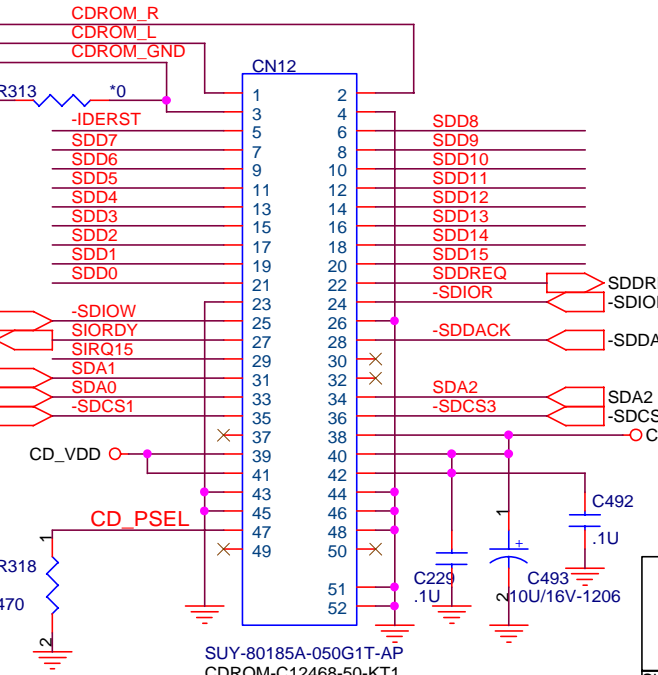 CDROM_R
CDROM_L
CDROM_GND
CN12
R313 *0
1 2
3 4
-IDERST 5 6 SDD8
SDD7 7 8 SDD9
SDD6 9 10 SDD10
SDD5 11 12 SDD11
SDD4 13 14 SDD12
SDD3 15 16 SDD13
SDD2 17 18 SDD14
SDD1 19 20 SDD15
SDD0 21 22 SDDREQ
23 24 -SDIOR
-SDIOW 25 26
SIORDY 27 28 -SDDACK
SIRQ15 29 30
SDA1 31 32
SDA0 33 34 SDA2 SDA2
-SDCS1 35 36 -SDCS3
37 38
CD_VDD 39 40
41 42
43 44
45 46
CD_PSEL 47 48
49 50
51
52
1
R318
470
2
C229
.1U
1
+
C493
2
10U/16V-1206
C492
.1U
SUY-80185A-050G1T-AP
CDROM-C12468-50-KT1